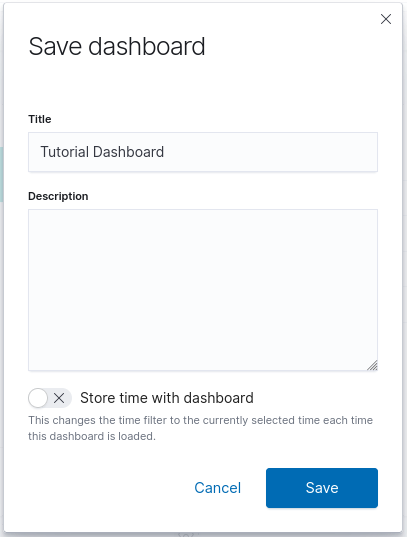 Save dashboard
Title
Tutorial Dashboard
Description
Store time with dashboard
This changes the time filter to the currently selected time each time
this dashboard is loaded.
Cancel
Save